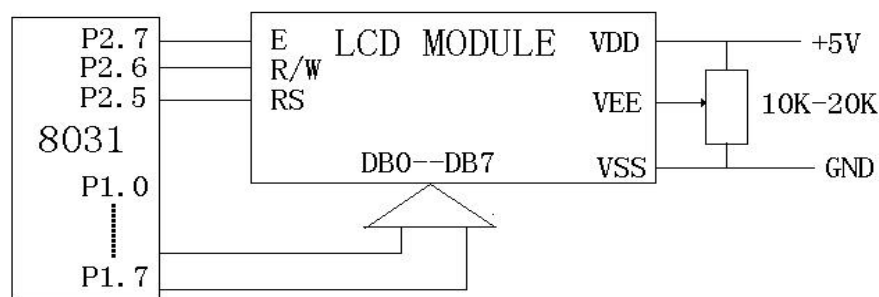 P2.7 E LCD MODULE VDD +5V
P2.6 R/W
P2.5 RS VEE 10K-20K
8031
DB0--DB7 VSS GND
P1.0
P1.7